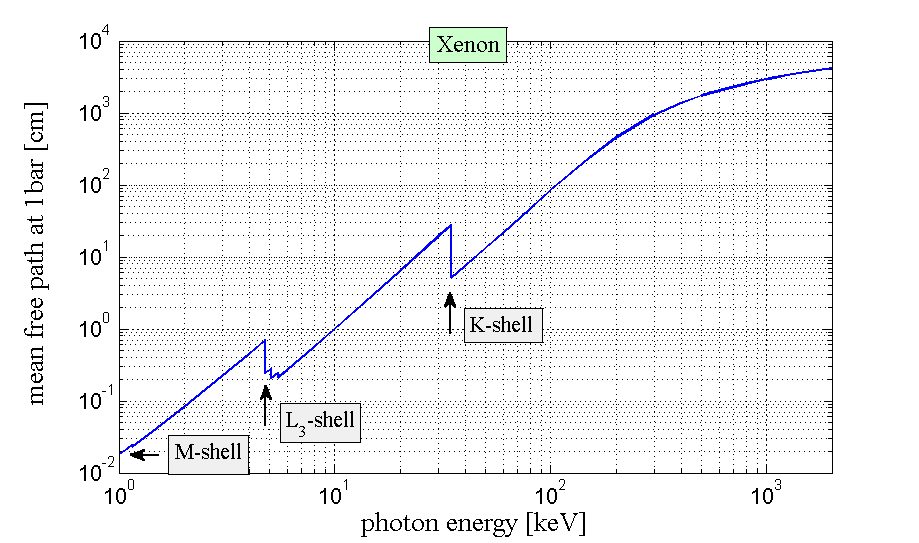 Xenon
10^4
10^3
10^2
10^1
10^0
10^-1
10^-2
mean free path at 1bar [cm]
K-shell
L_3-shell
M-shell
10^0
10^1
10^2
10^3
photon energy [keV]